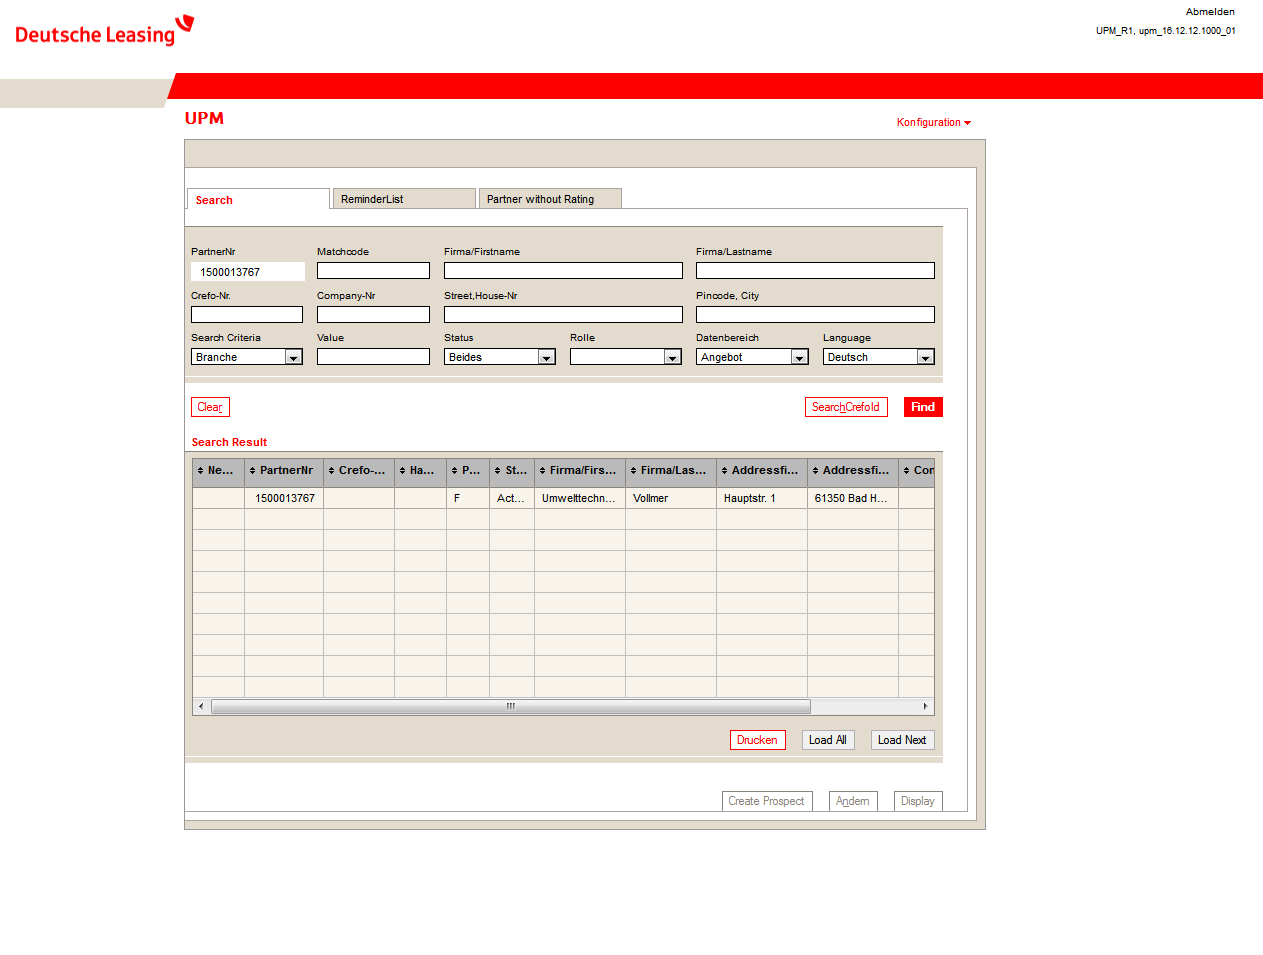 Deutsche Leasing
Abmelden
UPM_R1, upm_16.12.12.1000_01
UPM
Konfiguration
Search ReminderList Partner without Rating
PartnerNr Matchcode Firma/Firstname Firma/Lastname
1500013767
Crefo-Nr. Company-Nr Street,House-Nr Pincode, City
Search Criteria Value Status Rolle Datenbereich Language
Branche Beides Angebot Deutsch
Clear SearchCrefoId Find
Search Result
Ne... PartnerNr Crefo-... Ha... P... St... Firma/Firs... Firma/Las... Addressfi... Addressfi... Con
1500013767 F Act... Umwelttechn... Vollmer Hauptstr. 1 61350 Bad H...
Drucken Load All Load Next
Create Prospect Ändern Display